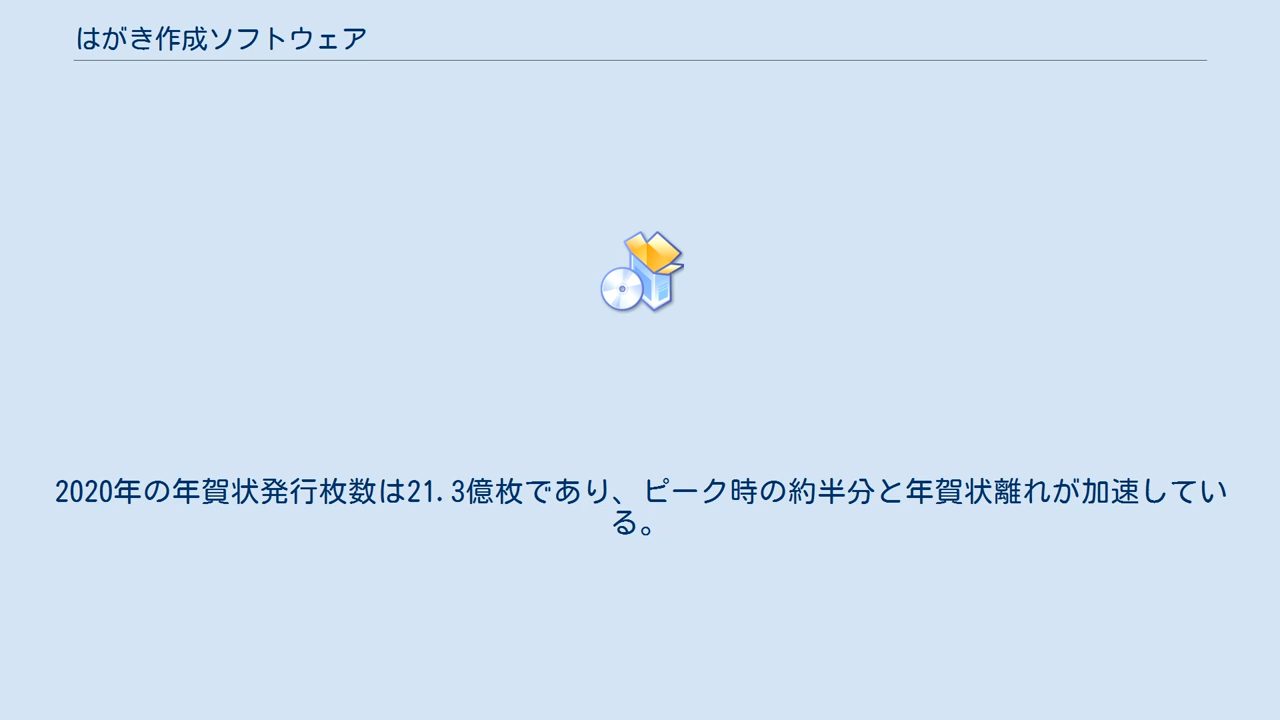 はがき作成ソフトウェア
2020年の年賀状発行枚数は21.3億枚であり、ピーク時の約半分と年賀状離れが加速してい
る。